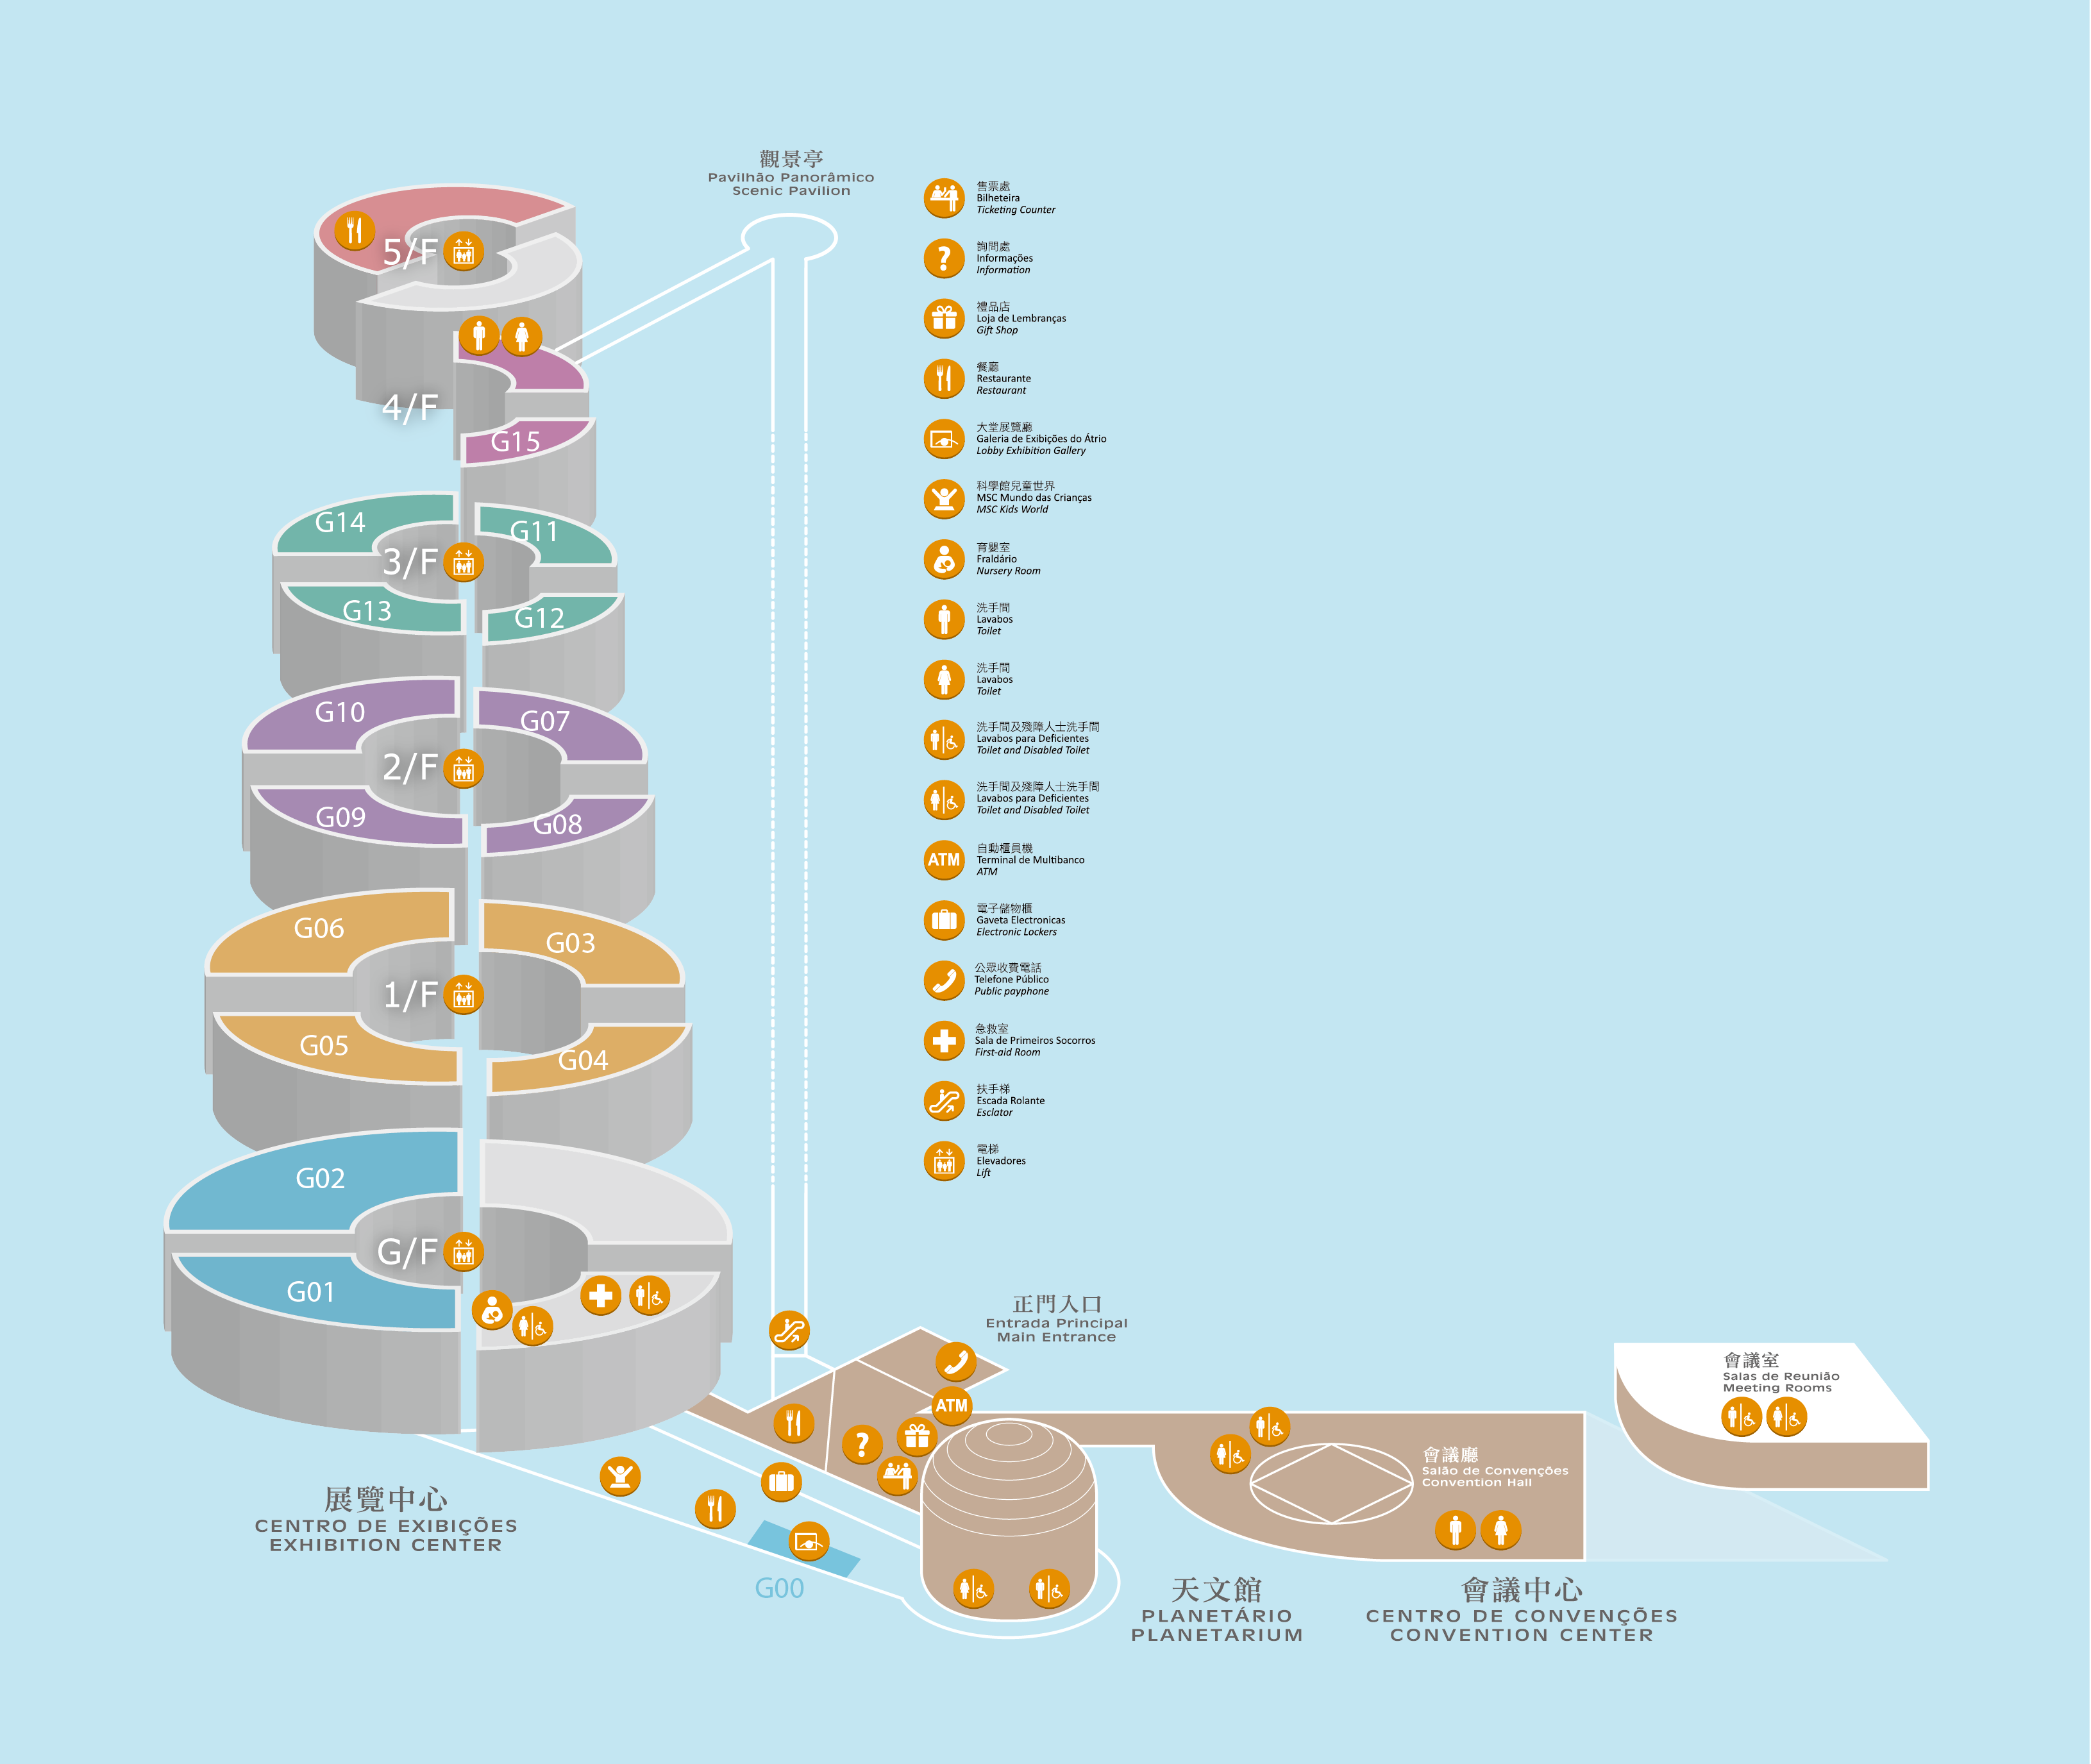 觀景亭
Pavilhão Panorâmico
Scenic Pavilion
5/F
4/F
G15
G14
G11
3/F
G13
G12
G10
G07
2/F
G09
G08
G06
G03
1/F
G05
G04
G02
G/F
G01
售票處
Bilheteira
Ticketing Counter
詢問處
Informações
Information
禮品店
Loja de Lembranças
Gift Shop
餐廳
Restaurante
Restaurant
大堂展覽廳
Galeria de Exibições do Átrio
Lobby Exhibition Gallery
科學館兒童世界
MSC Mundo das Crianças
MSC Kids World
育嬰室
Fraldário
Nursery Room
洗手間
Lavabos
Toilet
洗手間
Lavabos
Toilet
洗手間及殘障人士洗手間
Lavabos para Deficientes
Toilet and Disabled Toilet
洗手間及殘障人士洗手間
Lavabos para Deficientes
Toilet and Disabled Toilet
ATM
自動櫃員機
Terminal de Multibanco
ATM
電子儲物櫃
Gaveta Electronicas
Electronic Lockers
公眾收費電話
Telefone Público
Public payphone
急救室
Sala de Primeiros Socorros
First-aid Room
扶手梯
Escada Rolante
Esclator
電梯
Elevadores
Lift
正門入口
Entrada Principal
Main Entrance
ATM
會議室
Salas de Reunião
Meeting Rooms
會議廳
Salão de Convenções
Convention Hall
展覽中心
CENTRO DE EXIBIÇÕES
EXHIBITION CENTER
G00
天文館
PLANETÁRIO
PLANETARIUM
會議中心
CENTRO DE CONVENÇÕES
CONVENTION CENTER